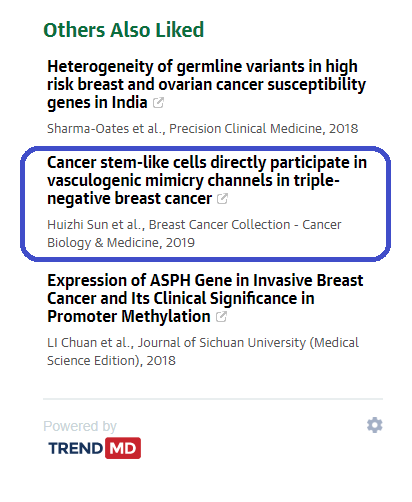 Others Also Liked
Heterogeneity of germline variants in high
risk breast and ovarian cancer susceptibility
genes in India
Sharma-Oates et al., Precision Clinical Medicine, 2018
Cancer stem-like cells directly participate in
vasculogenic mimicry channels in triple-
negative breast cancer
Huizhi Sun et al., Breast Cancer Collection - Cancer
Biology & Medicine, 2019
Expression of ASPH Gene in Invasive Breast
Cancer and Its Clinical Significance in
Promoter Methylation
LI Chuan et al., Journal of Sichuan University (Medical
Science Edition), 2018
Powered by
TREND MD